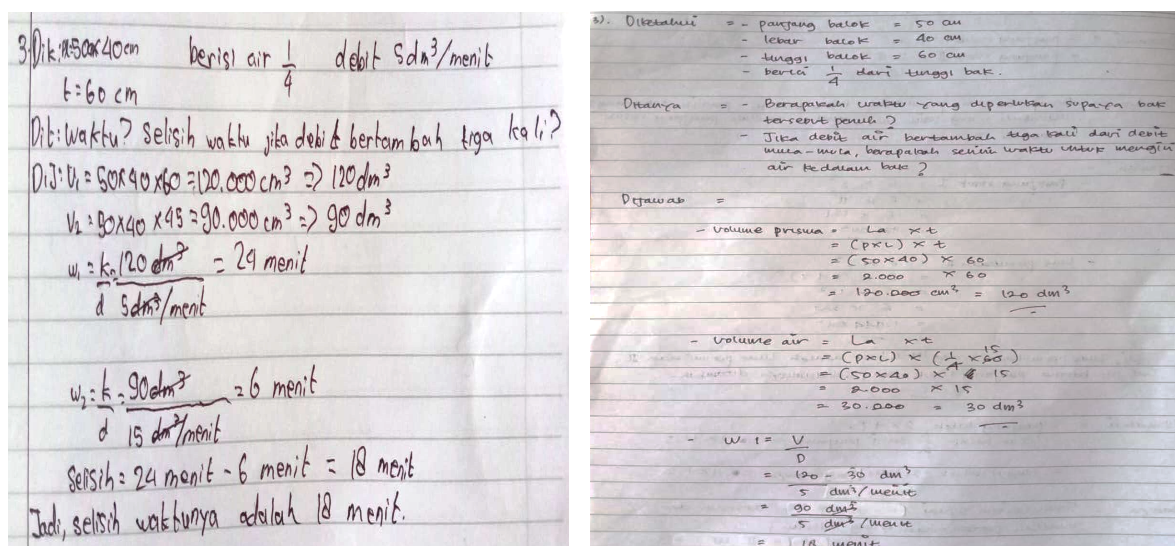 3. Dik: a=50x40cm berisi air 1/4 debit 5dm³/menit
t=60 cm
Dit: Waktu? Selisih waktu jika debit bertambah tiga kali?
DiJ: V₁ = 50x40x60 = 120.000 cm³ => 120 dm³
V₂ = 50x40x45 = 90.000 cm³ => 90 dm³
w₁ = k/d = 120 dm³/5 dm³/menit = 24 menit
w₂ = k/d = 90 dm³/15 dm³/menit = 6 menit
Selisih = 24 menit - 6 menit = 18 menit
Jadi, selisih waktunya adalah 18 menit.
3). Diketahui = - panjang balok = 50 cm
- lebar balok = 40 cm
- tinggi balok = 60 cm
- berisi 1/4 dari tinggi bak.
Ditanya = - Berapakah waktu yang diperlukan supaya bak
tersebut penuh?
- Jika debit air bertambah tiga kali dari debit
mula-mula, berapakah selisih waktu untuk mengisi
air kedalam bak?
Dijawab =
- volume prisma = La x t
= (pxl) x t
= (50x40) x 60
= 2.000 x 60
= 120.000 cm³ = 120 dm³
- volume air = La x t
= (pxl) x (1/4 x 60) 15
= (50x40) x 15
= 2.000 x 15
= 30.000 = 30 dm³
- W 1 = V/D
= 120 - 30 dm³/5 dm³/menit
= 90 dm³/5 dm³/menit
= 18 menit